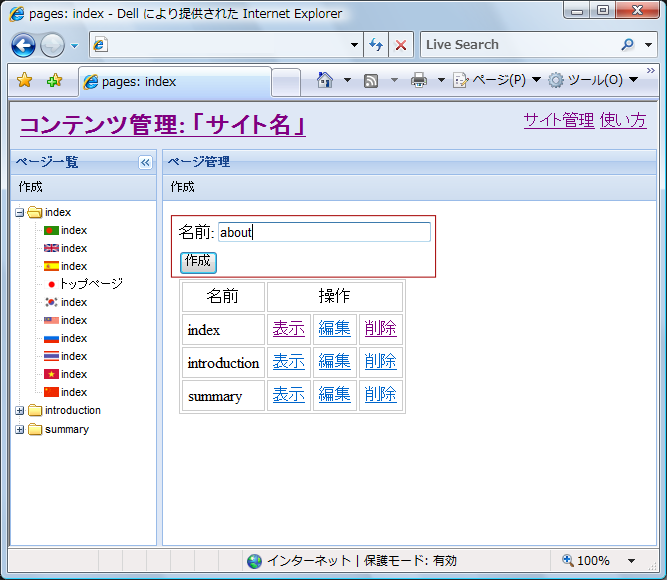 pages: index - Dell により提供された Internet Explorer
Live Search
pages: index
ページ(P)
ツール(O)
»
コンテンツ管理: 「サイト名」
サイト管理 使い方
ページ一覧
作成
index
index
index
index
トップページ
index
index
index
index
index
index
introduction
summary
ページ管理
作成
名前: about
作成
名前 操作
index 表示 編集 削除
introduction 表示 編集 削除
summary 表示 編集 削除
インターネット | 保護モード: 有効
100%